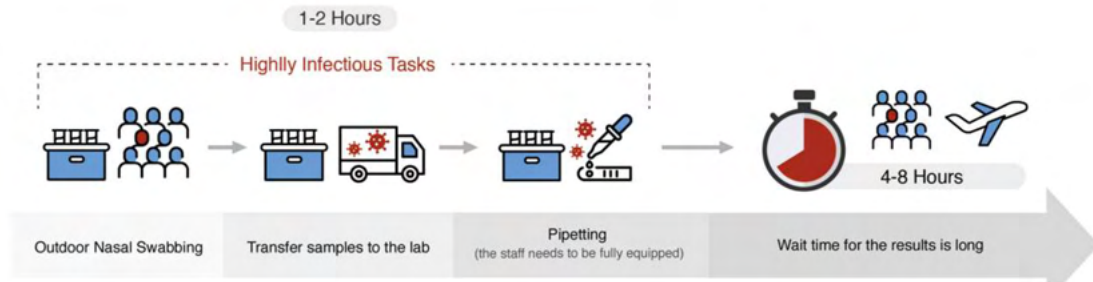 1-2 Hours
Highlly Infectious Tasks
4-8 Hours
Outdoor Nasal Swabbing
Transfer samples to the lab
Pipetting
(the staff needs to be fully equipped)
Wait time for the results is long